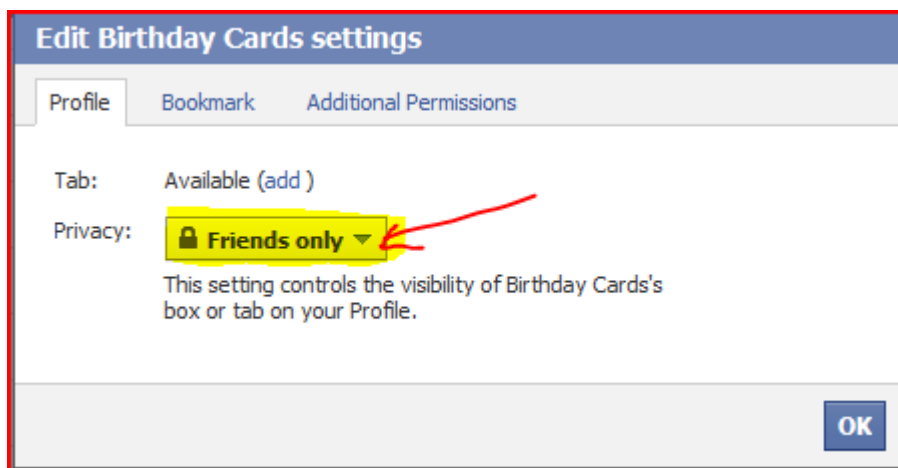 Edit Birthday Cards settings
Profile Bookmark Additional Permissions
Tab: Available (add )
Privacy: Friends only
This setting controls the visibility of Birthday Cards's
box or tab on your Profile.
OK